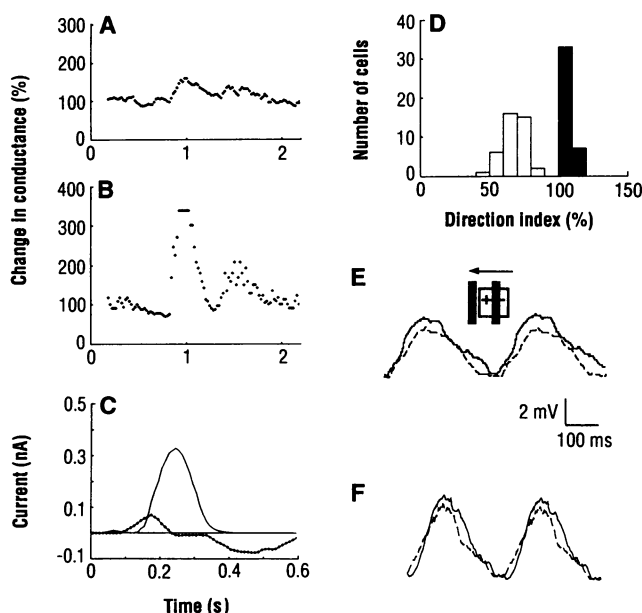 A
300
200
100
0
0 1 2
B
400
300
200
100
0
0 1 2
Change in conductance (%)
C
0.5
0.3
0.1
-0.1
0 0.2 0.4 0.6
Current (nA)
Time (s)
D
40
30
20
10
0
0 50 100 150
Number of cells
Direction index (%)
E
+ +
2 mV
100 ms
F